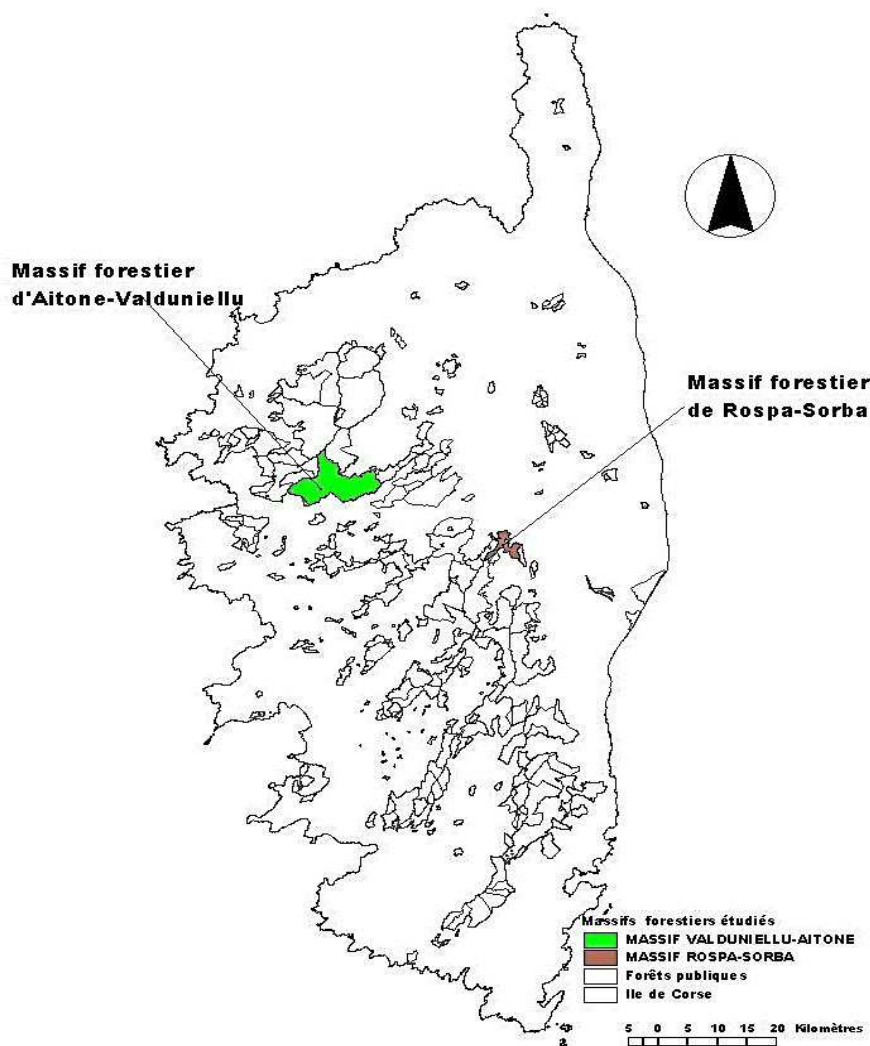 Massif forestier
d'Aitone-Valduniellu
Massif forestier
de Rospa-Sorba
Massifs forestiers étudiés
MASSIF VALDUNIELLU-AITONE
MASSIF ROSPA-SORBA
Forêts publiques
Ile de Corse
5 0 5 10 15 20 Kilomètres